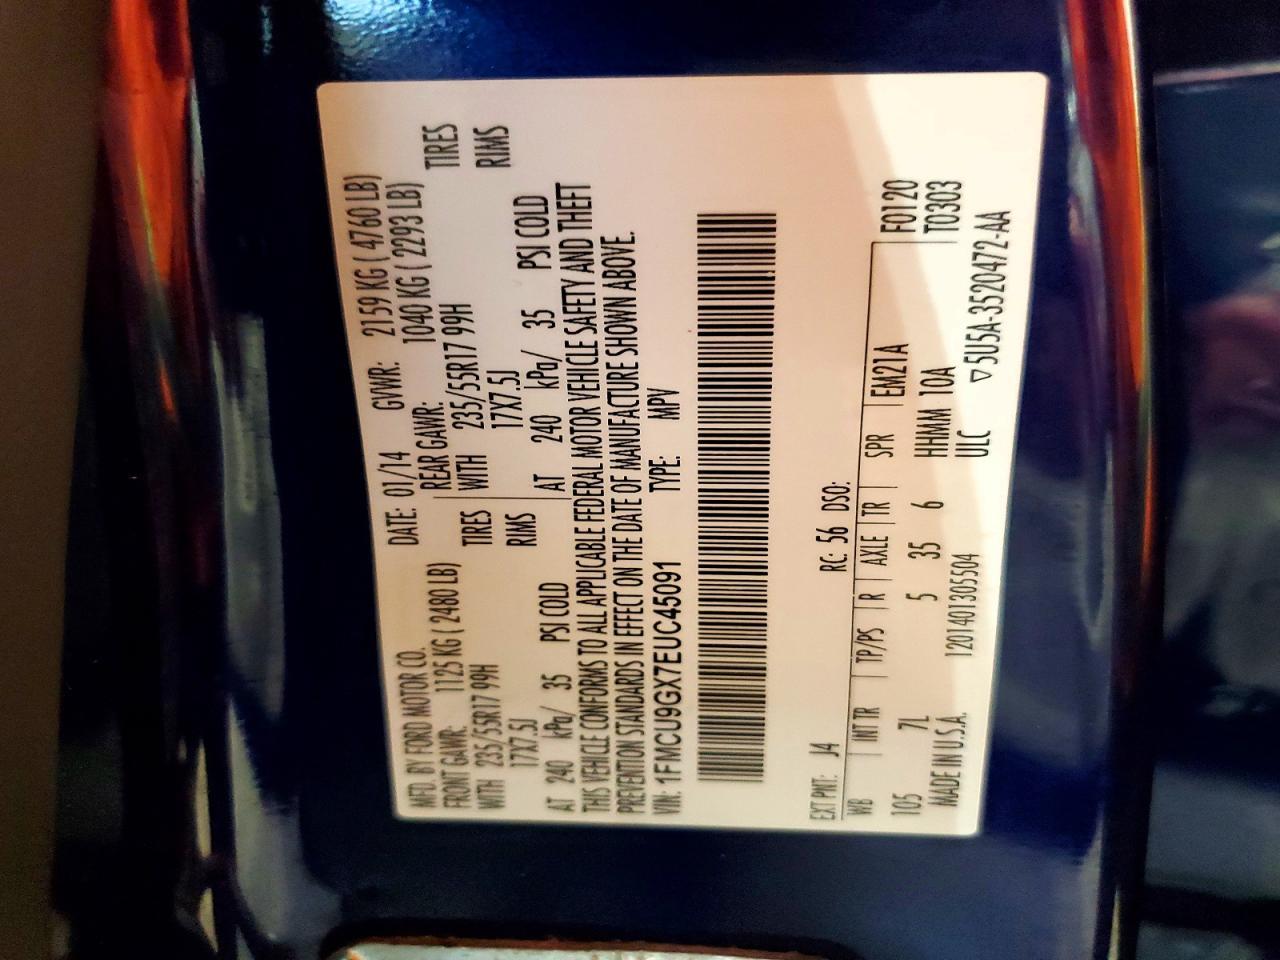 MFD. BY FORD MOTOR CO. DATE: 01/14 GVWR: 2159 KG ( 4760 LB)
FRONT GAWR: 1125 KG ( 2480 LB) REAR GAWR: 1040 KG ( 2293 LB)
WITH 235/55R17 99H TIRES WITH 235/55R17 99H TIRES
17X7.5J RIMS 17X7.5J RIMS
AT 240 kPa/ 35 PSI COLD AT 240 kPa/ 35 PSI COLD
THIS VEHICLE CONFORMS TO ALL APPLICABLE FEDERAL MOTOR VEHICLE SAFETY AND THEFT
PREVENTION STANDARDS IN EFFECT ON THE DATE OF MANUFACTURE SHOWN ABOVE.
VIN: 1FMCU9GX7EUC45091 TYPE: MPV
EXT PNT: J4 RC: 56 DSO:
WB INT TR TP/PS R AXLE TR SPR EM21A F0120
105 7L 5 35 6 HHMM 10A T0303
MADE IN U.S.A. 1201401305504 ULC
▽5U5A-3520472-AA